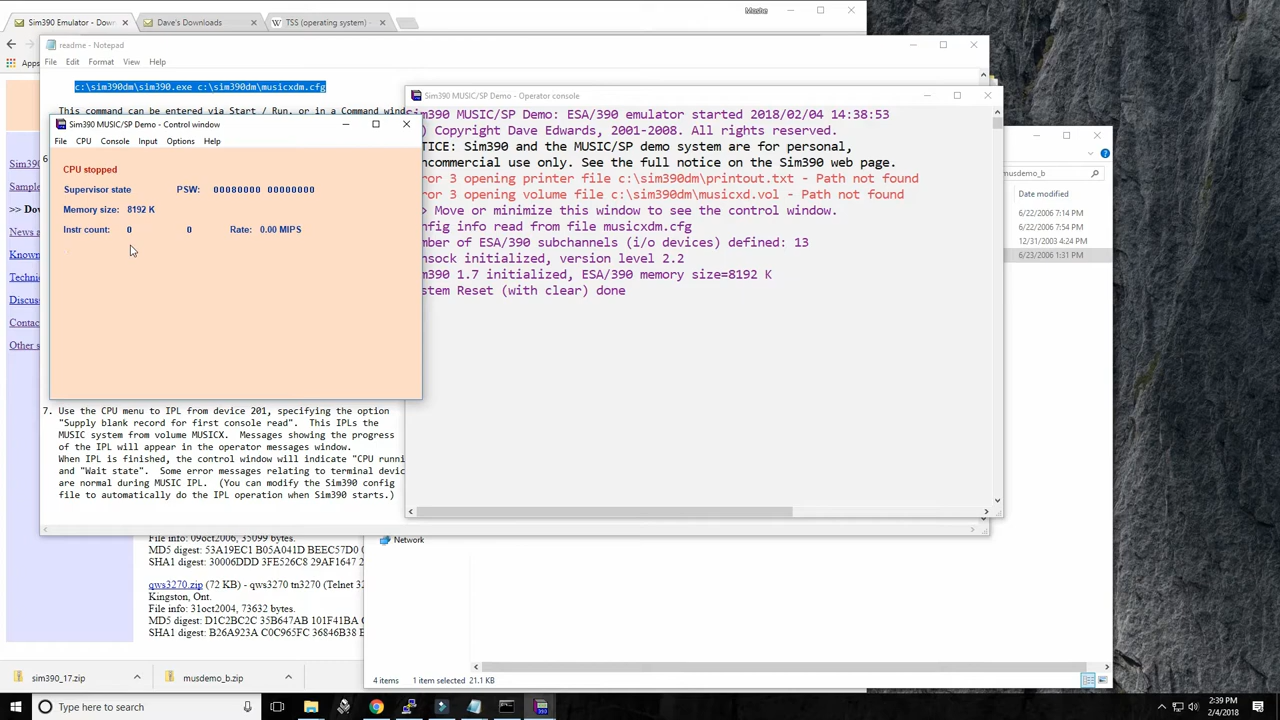 Sim390 Emulator - Down
Dave's Downloads
TSS (operating system) -
Moshe
Apps
readme - Notepad
File Edit Format View Help
c:\sim390dm\sim390.exe c:\sim390dm\musicxdm.cfg
This command can be entered via Start / Run, or in a Command wind
Sim390 MUSIC/SP Demo - Control window
File CPU Console Input Options Help
CPU stopped
Supervisor state PSW: 00080000 00000000
Memory size: 8192 K
Instr count: 0 0 Rate: 0.00 MIPS
Sim390 MUSIC/SP Demo - Operator console
im390 MUSIC/SP Demo: ESA/390 emulator started 2018/02/04 14:38:53
) Copyright Dave Edwards, 2001-2008. All rights reserved.
TICE: Sim390 and the MUSIC/SP demo system are for personal,
ncommercial use only. See the full notice on the Sim390 web page.
ror 3 opening printer file c:\sim390dm\printout.txt - Path not found
ror 3 opening volume file c:\sim390dm\musicxd.vol - Path not found
> Move or minimize this window to see the control window.
nfig info read from file musicxdm.cfg
mber of ESA/390 subchannels (i/o devices) defined: 13
nsock initialized, version level 2.2
m390 1.7 initialized, ESA/390 memory size=8192 K
stem Reset (with clear) done
musdemo_b
Date modified
6/22/2006 7:14 PM
6/22/2006 7:54 PM
12/31/2003 4:24 PM
6/23/2006 1:31 PM
6
Sim39
Sample
>> Dow
News a
Known
Techni
Discus
Contac
Other s
7. Use the CPU menu to IPL from device 201, specifying the option
"Supply blank record for first console read". This IPLs the
MUSIC system from volume MUSICX. Messages showing the progress
of the IPL will appear in the operator messages window.
When IPL is finished, the control window will indicate "CPU runni
and "Wait state". Some error messages relating to terminal devic
are normal during MUSIC IPL. (You can modify the Sim390 config
file to automatically do the IPL operation when Sim390 starts.)
File info: 09oct2006, 35099 bytes.
MD5 digest: 53A19EC1 B05A041D BEEC57D0
SHA1 digest: 30006DDD 3FE526C8 29AF1647 2
qws3270.zip (72 KB) - qws3270 tn3270 (Telnet 32
Kingston, Ont.
File info: 31oct2004, 73632 bytes.
MD5 digest: D1C2BC2C 35B647AB 101F41BA
SHA1 digest: B26A923A C0C965FC 36846B38
Network
4 items 1 item selected 21.1 KB
sim390_17.zip
musdemo_b.zip
Type here to search
2:39 PM
2/4/2018